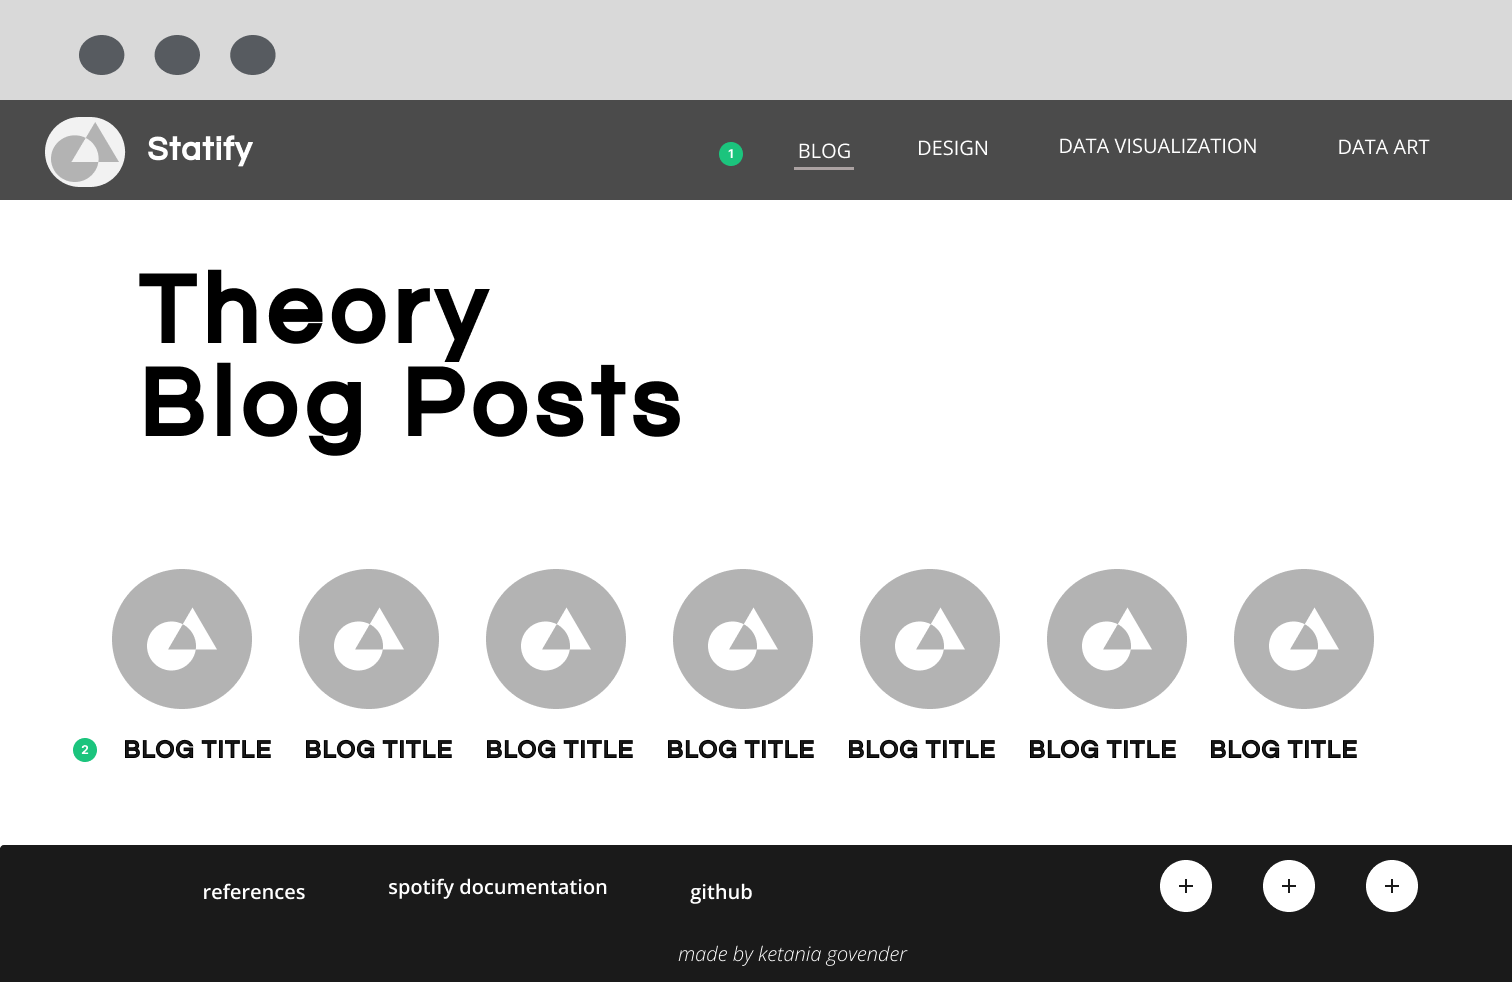 Statify
1 BLOG DESIGN DATA VISUALIZATION DATA ART
Theory
Blog Posts
2 BLOG TITLE BLOG TITLE BLOG TITLE BLOG TITLE BLOG TITLE BLOG TITLE BLOG TITLE
references spotify documentation github
+ + +
made by ketania govender